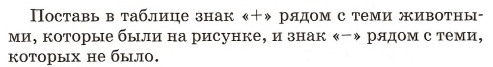 Поставь в таблице знак «+» рядом с теми животны-
ми, которые были на рисунке, и знак «−» рядом с теми,
которых не было.